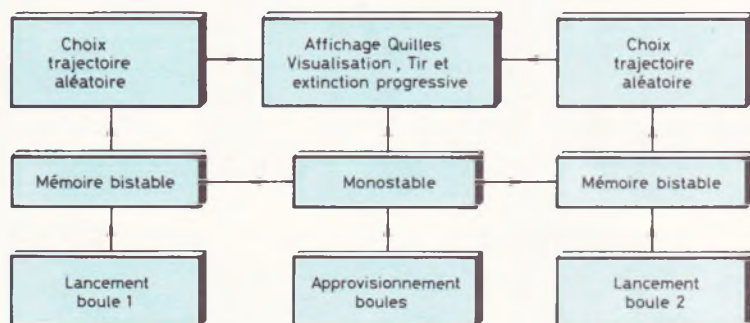 Choix
trajectoire
aléatoire
Affichage Quilles
Visualisation, Tir et
extinction progressive
Choix
trajectoire
aléatoire
Mémoire bistable
Monostable
Mémoire bistable
Lancement
boule 1
Approvisionnement
boules
Lancement
boule 2